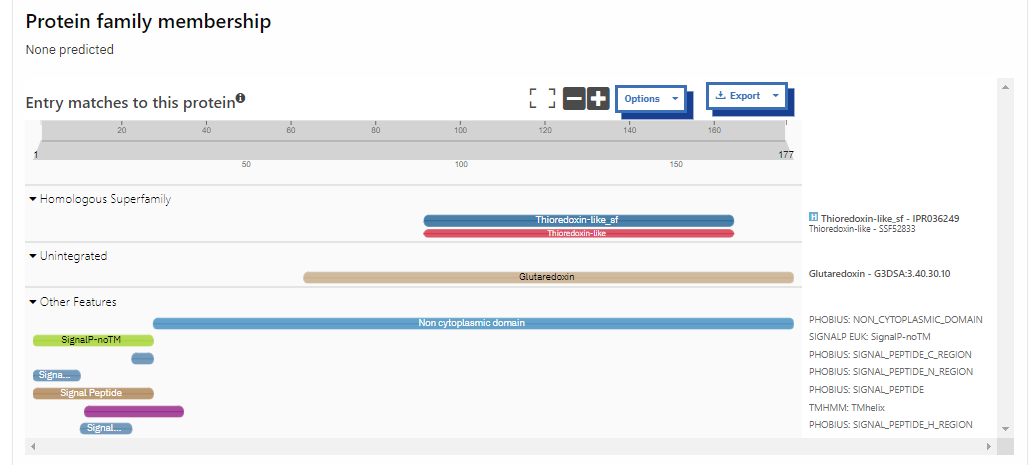 Protein family membership
None predicted
Entry matches to this protein
Options
Export
20 40 60 80 100 120 140 160
1 177
50 100 150
Homologous Superfamily
Thioredoxin-like_sf
Thioredoxin-like
H Thioredoxin-like_sf - IPR036249
Thioredoxin-like - SSF52833
Unintegrated
Glutaredoxin
Glutaredoxin - G3DSA:3.40.30.10
Other Features
Non cytoplasmic domain
PHOBIUS: NON_CYTOPLASMIC_DOMAIN
SignalP-noTM
SIGNALP EUK: SignalP-noTM
PHOBIUS: SIGNAL_PEPTIDE_C_REGION
Signa...
PHOBIUS: SIGNAL_PEPTIDE_N_REGION
Signal Peptide
PHOBIUS: SIGNAL_PEPTIDE
TMHMM: TMhelix
Signal...
PHOBIUS: SIGNAL_PEPTIDE_H_REGION